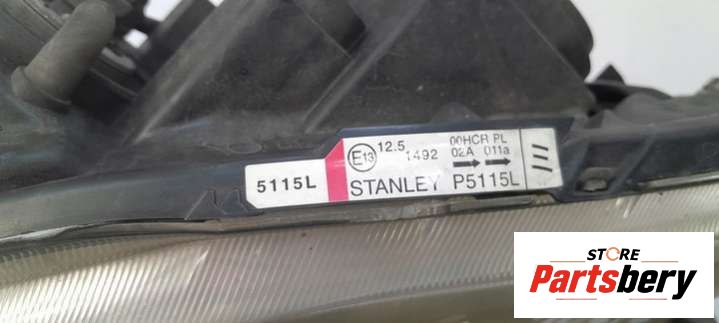 5115L
E13 12.5 1492 00HCR PL
02A 011a
STANLEY P5115L
STORE
Partsbery